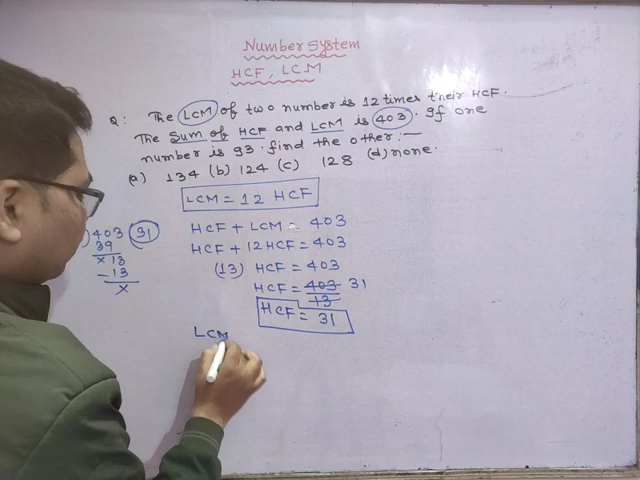 Number System
HCF, LCM
Q: The LCM of two number is 12 times their HCF.
The Sum of HCF and LCM is 403. If one
number is 93. find the other:—
(a) 134 (b) 124 (c) 128 (d) none.
LCM = 12 HCF
HCF + LCM = 403
HCF + 12 HCF = 403
(13) HCF = 403
HCF = 403 31
13
HCF = 31
) 403 (31
39
x 13
-13
x
LCM